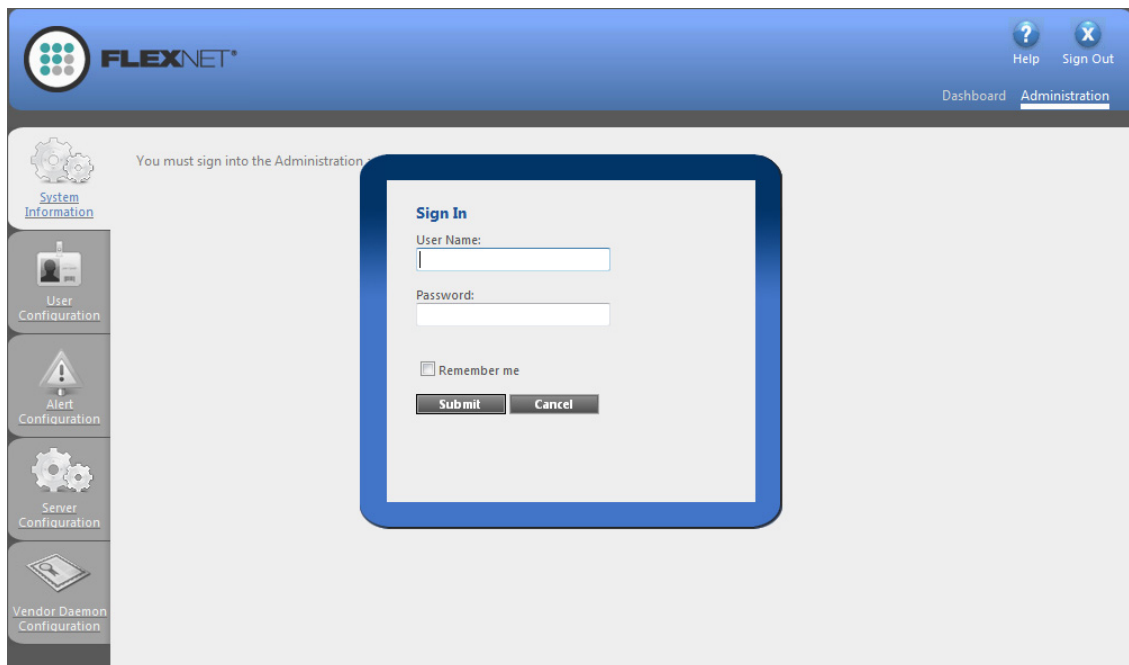 FLEXNET®
? X
Help Sign Out
Dashboard Administration
You must sign into the Administration
System
Information
User
Configuration
Alert
Configuration
Server
Configuration
Vendor Daemon
Configuration
Sign In
User Name:
Password:
Remember me
Submit Cancel